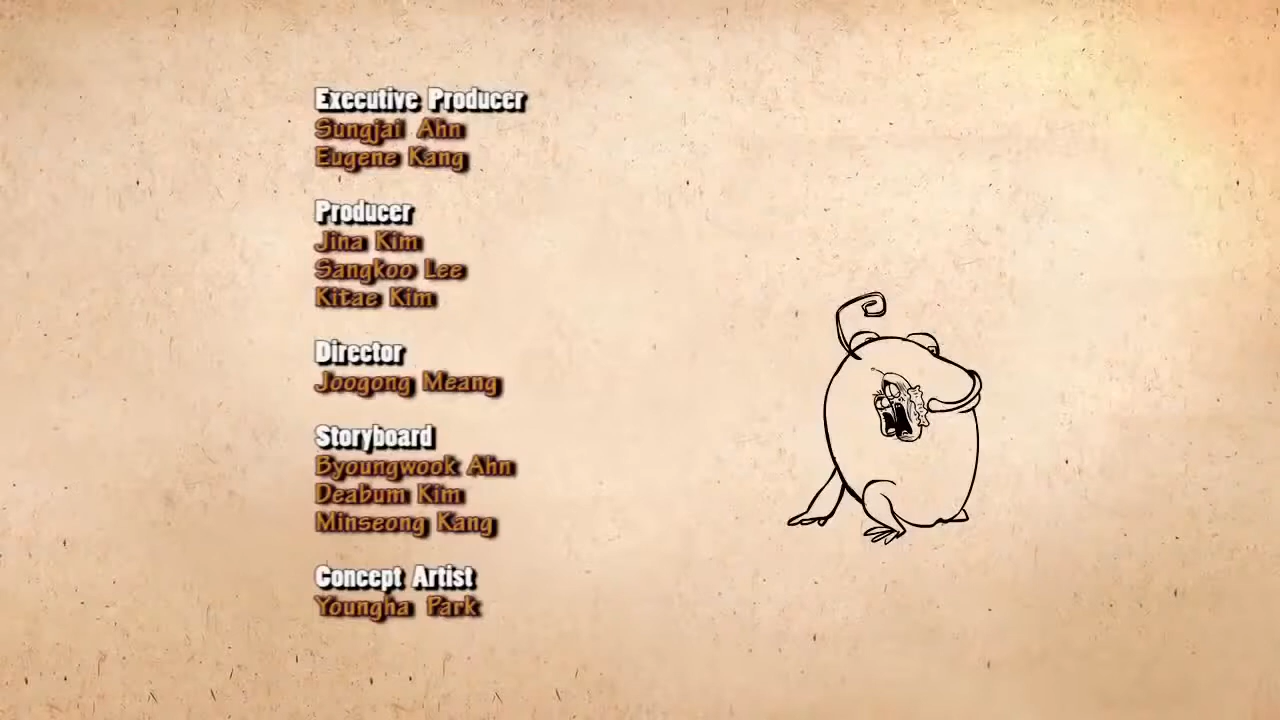 Executive Producer
Sungjai Ahn
Eugene Kang
Producer
Jina Kim
Sangkoo Lee
Kitae Kim
Director
Joogong Meang
Storyboard
Byoungwook Ahn
Deabum Kim
Minseong Kang
Concept Artist
Youngha Park